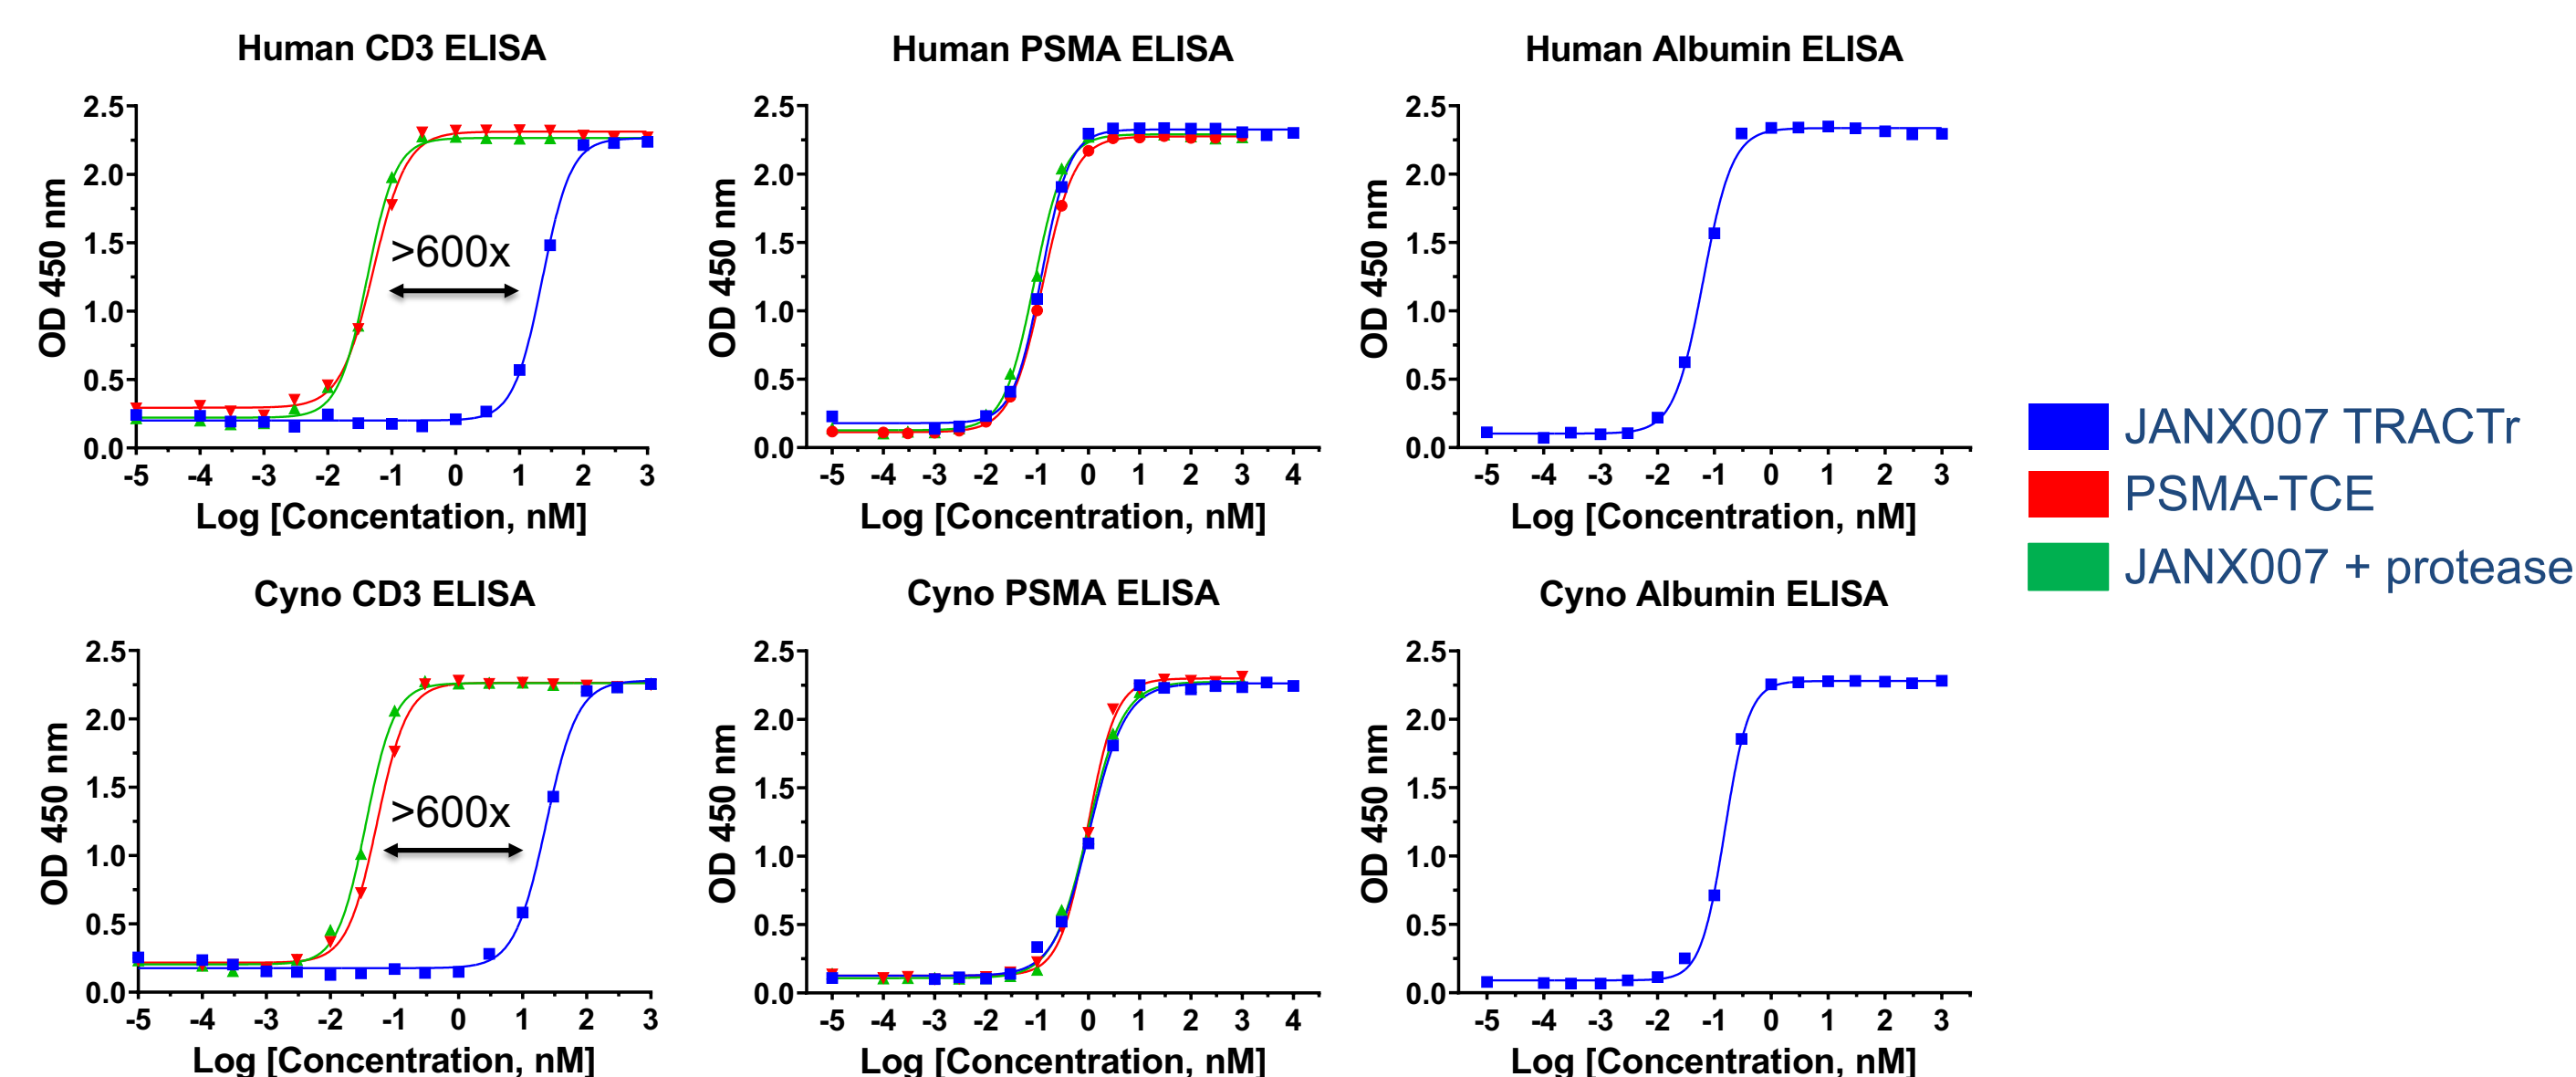 Human CD3 ELISA
2.5
2.0
1.5
1.0
0.5
0.0
OD 450 nm
>600x
-5 -4 -3 -2 -1 0 1 2 3
Log [Concentation, nM]
Human PSMA ELISA
2.5
2.0
1.5
1.0
0.5
0.0
OD 450 nm
-5 -4 -3 -2 -1 0 1 2 3 4
Log [Concentration, nM]
Human Albumin ELISA
2.5
2.0
1.5
1.0
0.5
0.0
OD 450 nm
-5 -4 -3 -2 -1 0 1 2 3
Log [Concentration, nM]
JANX007 TRACTr
PSMA-TCE
JANX007 + protease
Cyno CD3 ELISA
2.5
2.0
1.5
1.0
0.5
0.0
OD 450 nm
>600x
-5 -4 -3 -2 -1 0 1 2 3
Log [Concentration, nM]
Cyno PSMA ELISA
2.5
2.0
1.5
1.0
0.5
0.0
OD 450 nm
-5 -4 -3 -2 -1 0 1 2 3 4
Log [Concentration, nM]
Cyno Albumin ELISA
2.5
2.0
1.5
1.0
0.5
0.0
OD 450 nm
-5 -4 -3 -2 -1 0 1 2 3
Log [Concentration, nM]